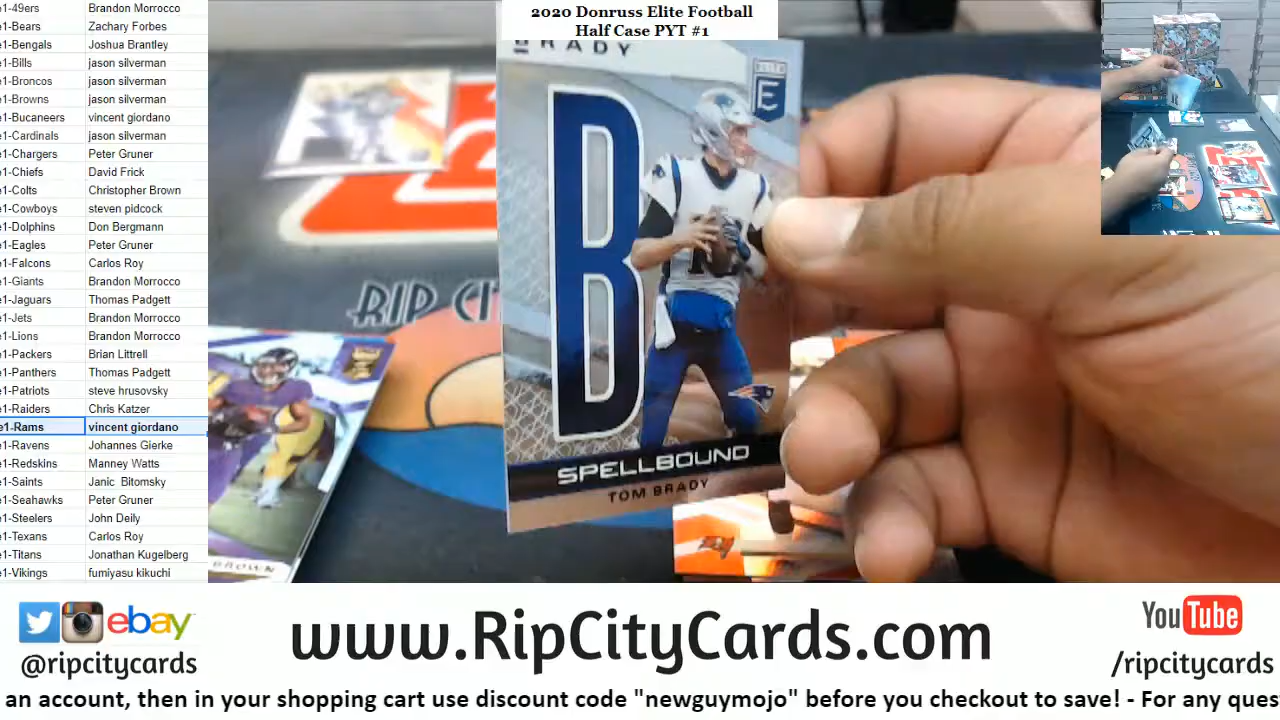 2020 Donruss Elite Football
Half Case PYT #1
e1-49ers Brandon Morrocco
e1-Bears Zachary Forbes
e1-Bengals Joshua Brantley
e1-Bills jason silverman
e1-Broncos jason silverman
e1-Browns jason silverman
e1-Bucaneers vincent giordano
e1-Cardinals jason silverman
e1-Chargers Peter Gruner
e1-Chiefs David Frick
e1-Colts Christopher Brown
e1-Cowboys steven pidcock
e1-Dolphins Don Bergmann
e1-Eagles Peter Gruner
e1-Falcons Carlos Roy
e1-Giants Brandon Morrocco
e1-Jaguars Thomas Padgett
e1-Jets Brandon Morrocco
e1-Lions Brandon Morrocco
e1-Packers Brian Littrell
e1-Panthers Thomas Padgett
e1-Patriots steve hrusovsky
e1-Raiders Chris Katzer
e1-Rams vincent giordano
e1-Ravens Johannes Gierke
e1-Redskins Manney Watts
e1-Saints Janic Bitomsky
e1-Seahawks Peter Gruner
e1-Steelers John Deily
e1-Texans Carlos Roy
e1-Titans Jonathan Kugelberg
e1-Vikings fumiyasu kikuchi
BRADY
ELITE
E
B
SPELLBOUND
TOM BRADY
RIP CI
BROWN
ebay
@ripcitycards
www.RipCityCards.com
YouTube
/ripcitycards
an account, then in your shopping cart use discount code "newguymojo" before you checkout to save! - For any ques